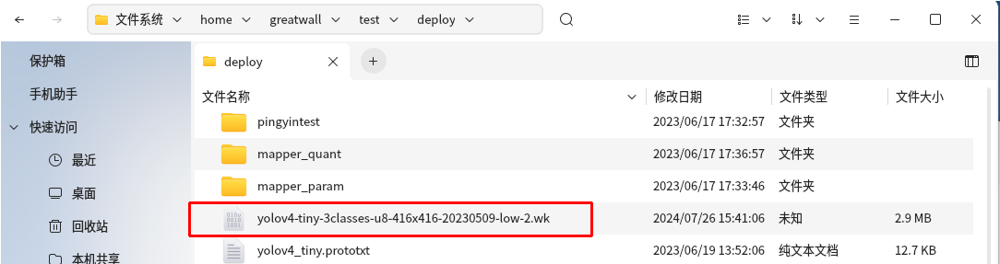 文件系统 home greatwall test deploy
保护箱
手机助手
快速访问
最近
桌面
回收站
本机共享
deploy
文件名称 修改日期 文件类型 文件大小
pingyintest 2023/06/17 17:32:57 文件夹
mapper_quant 2023/06/17 17:36:57 文件夹
mapper_param 2023/06/17 17:33:46 文件夹
yolov4-tiny-3classes-u8-416x416-20230509-low-2.wk 2024/07/26 15:41:06 未知 2.9 MB
yolov4_tiny.prototxt 2023/06/19 13:52:06 纯文本文档 12.7 KB